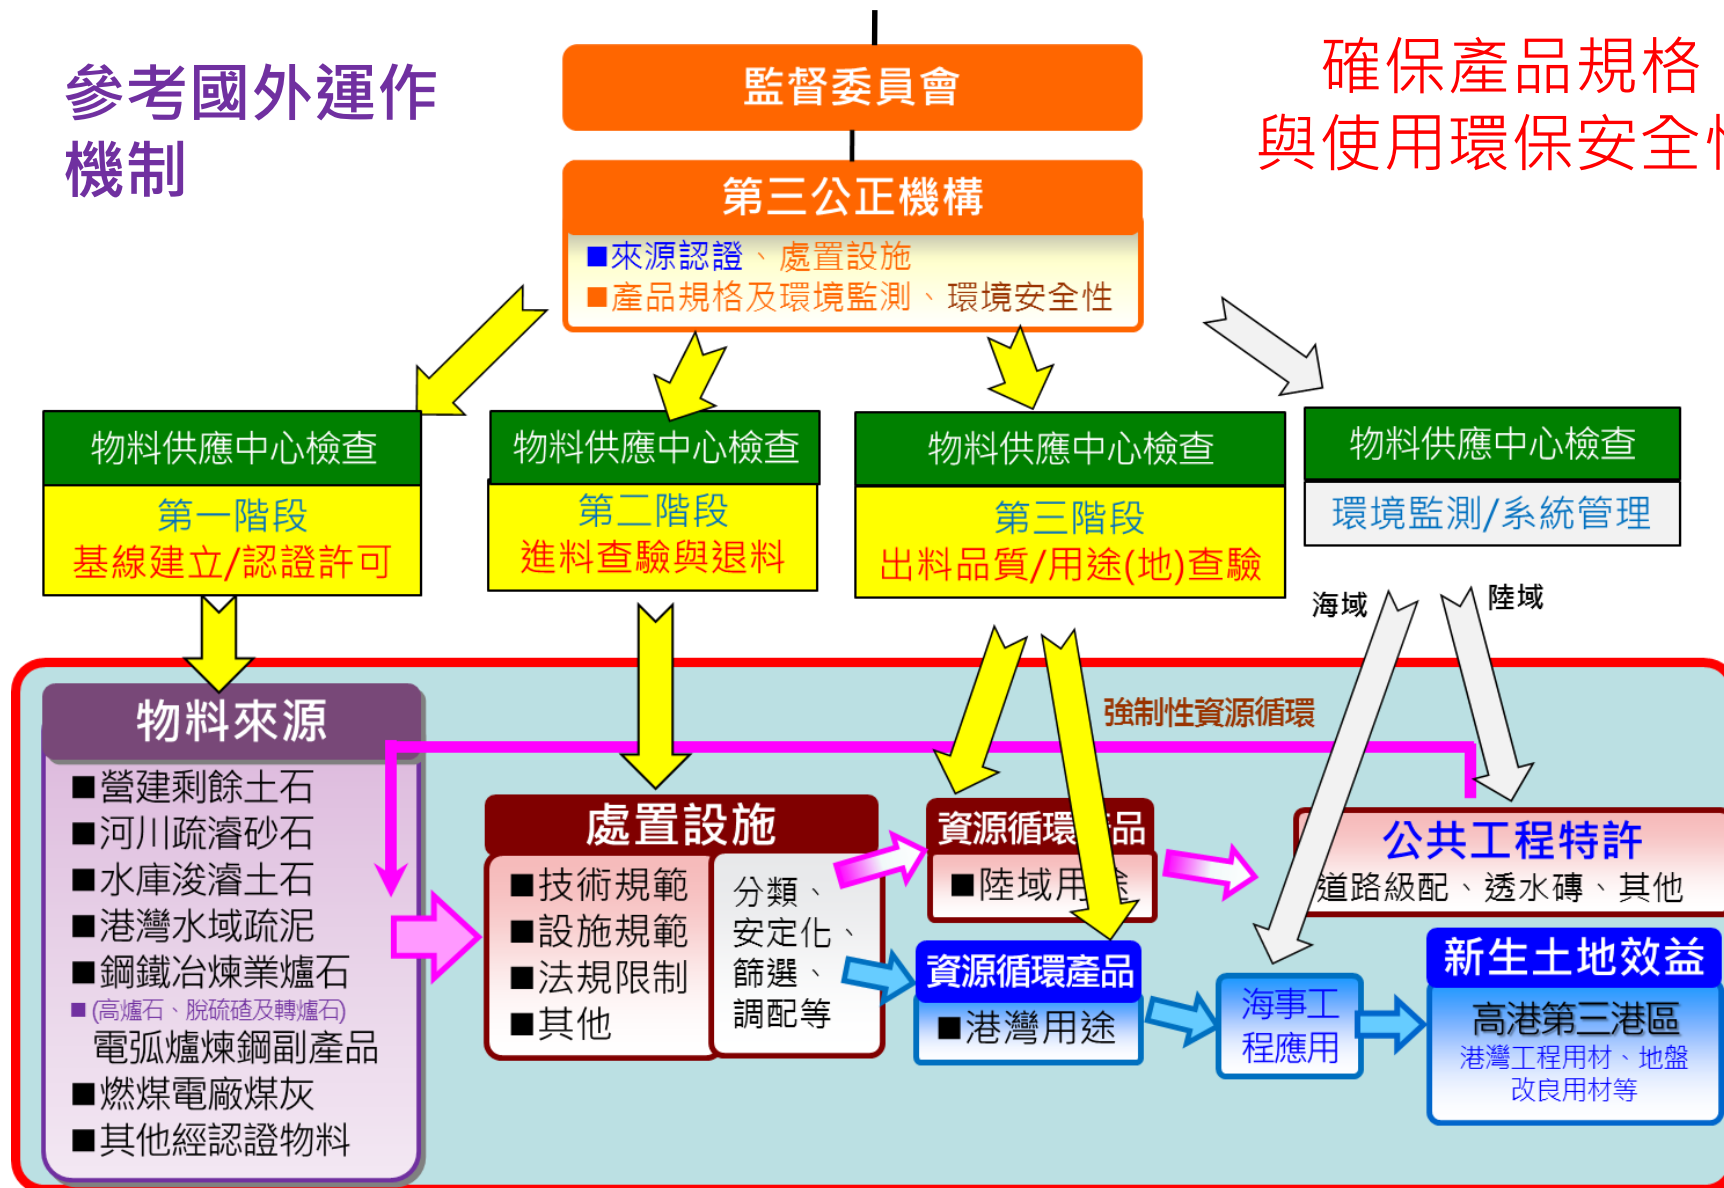 參考國外運作
機制
監督委員會
確保產品規格
與使用環保安全性
第三公正機構
■來源認證、處置設施
■產品規格及環境監測、環境安全性
物料供應中心檢查
第一階段
基線建立/認證許可
物料供應中心檢查
第二階段
進料查驗與退料
物料供應中心檢查
第三階段
出料品質/用途(地)查驗
物料供應中心檢查
環境監測/系統管理
海域
陸域
強制性資源循環
物料來源
■營建剩餘土石
■河川疏濬砂石
■水庫浚濬土石
■港灣水域疏泥
■鋼鐵冶煉業爐石
■(高爐石、脫硫碴及轉爐石)
電弧爐煉鋼副產品
■燃煤電廠煤灰
■其他經認證物料
處置設施
■技術規範
■設施規範
■法規限制
■其他
分類、
安定化、
篩選、
調配等
資源循環產品
■陸域用途
資源循環產品
■港灣用途
公共工程特許
道路級配、透水磚、其他
海事工
程應用
新生土地效益
高港第三港區
港灣工程用材、地盤
改良用材等